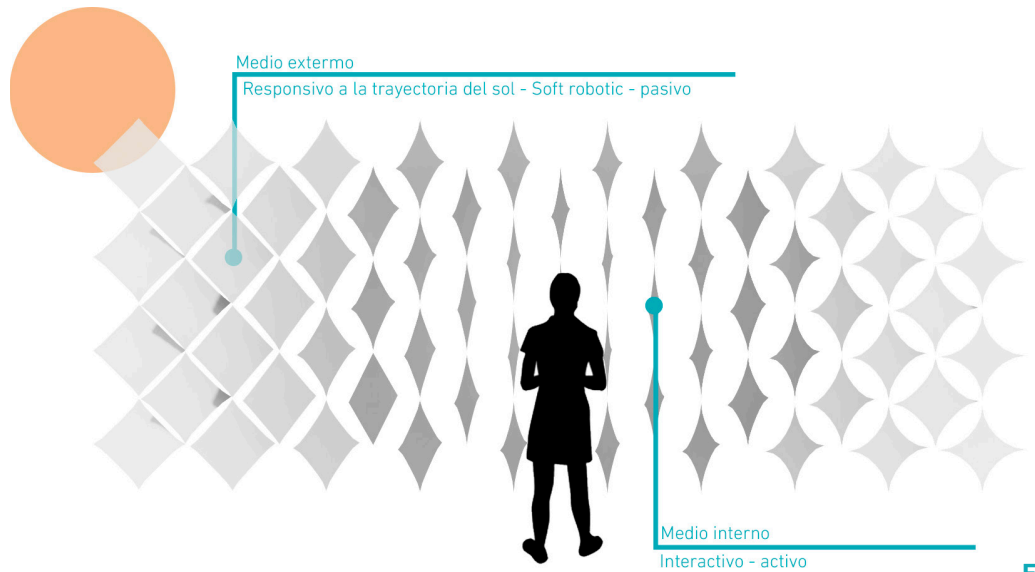 Medio extermo
Responsivo a la trayectoria del sol - Soft robotic - pasivo
Medio interno
Interactivo - activo